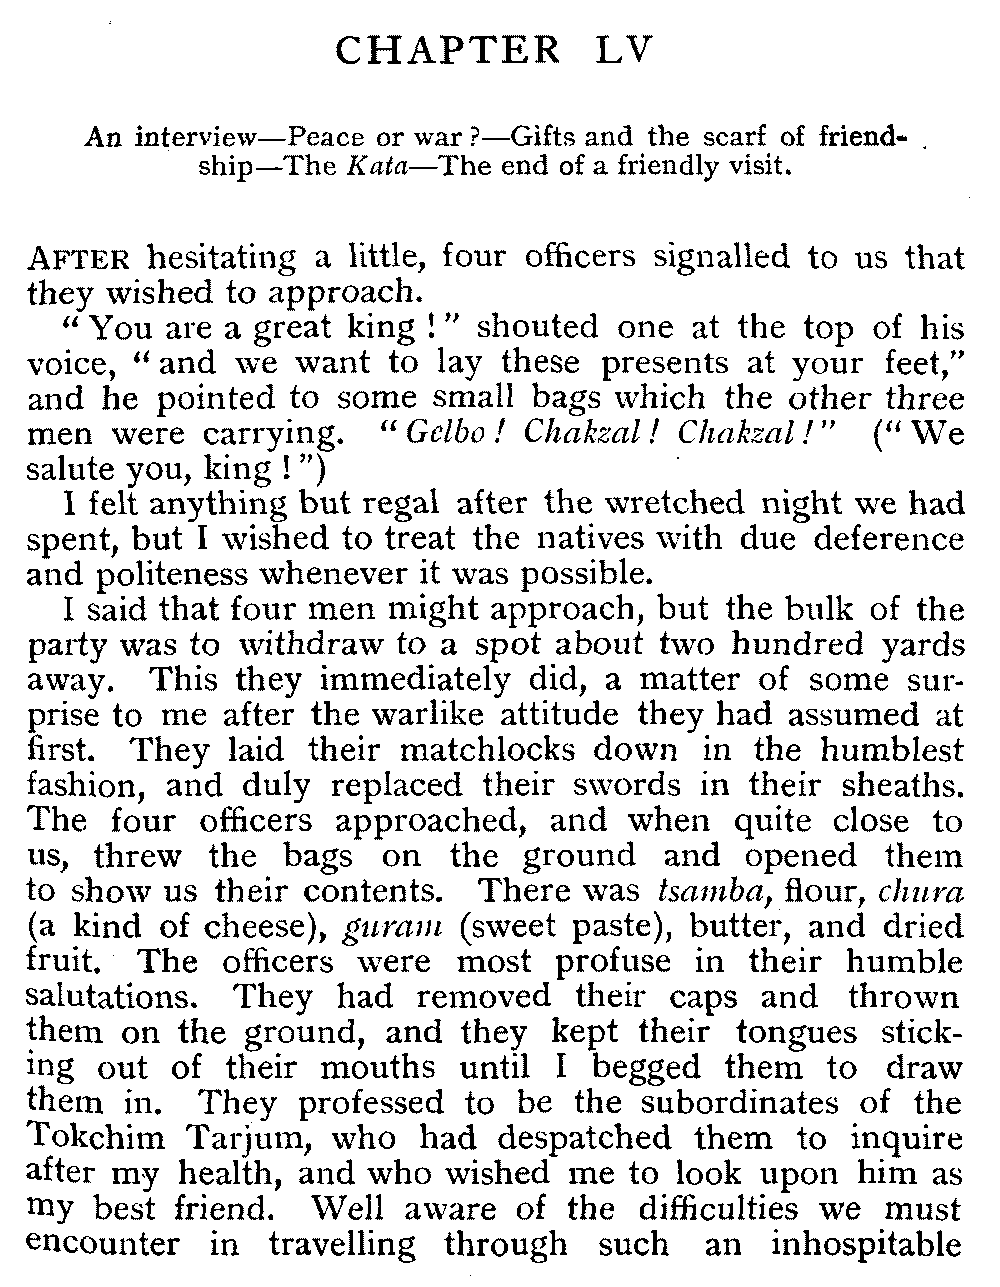 CHAPTER LV
An interview—Peace or war?—Gifts and the scarf of friend-
ship—The Kata—The end of a friendly visit.
AFTER hesitating a little, four officers signalled to us that
they wished to approach.
“You are a great king!” shouted one at the top of his
voice, “and we want to lay these presents at your feet,”
and he pointed to some small bags which the other three
men were carrying. “Gelbo! Chakzal! Chakzal!” (“We
salute you, king!”)
I felt anything but regal after the wretched night we had
spent, but I wished to treat the natives with due deference
and politeness whenever it was possible.
I said that four men might approach, but the bulk of the
party was to withdraw to a spot about two hundred yards
away. This they immediately did, a matter of some sur-
prise to me after the warlike attitude they had assumed at
first. They laid their matchlocks down in the humblest
fashion, and duly replaced their swords in their sheaths.
The four officers approached, and when quite close to
us, threw the bags on the ground and opened them
to show us their contents. There was tsamba, flour, chura
(a kind of cheese), guram (sweet paste), butter, and dried
fruit. The officers were most profuse in their humble
salutations. They had removed their caps and thrown
them on the ground, and they kept their tongues stick-
ing out of their mouths until I begged them to draw
them in. They professed to be the subordinates of the
Tokchim Tarjum, who had despatched them to inquire
after my health, and who wished me to look upon him as
my best friend. Well aware of the difficulties we must
encounter in travelling through such an inhospitable